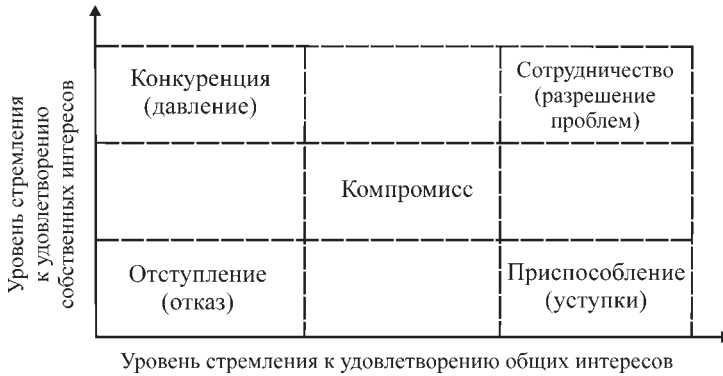 Уровень стремления
к удовлетворению
собственных интересов
Конкуренция
(давление)
Сотрудничество
(разрешение
проблем)
Компромисс
Отступление
(отказ)
Приспособление
(уступки)
Уровень стремления к удовлетворению общих интересов